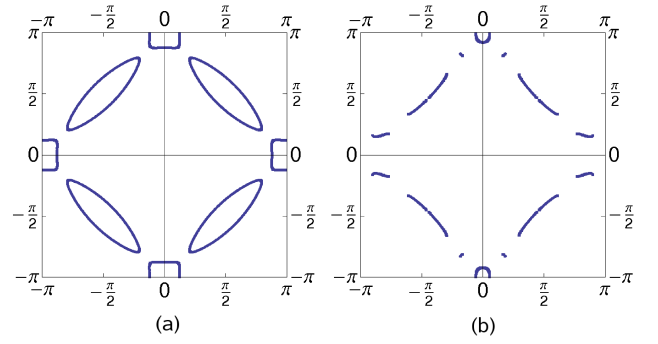 −π −π/2 0 π/2 π −π −π/2 0 π/2 π
π π π π
π/2 π/2 π/2 π/2
0 0 0 0
−π/2 −π/2 −π/2 −π/2
−π −π −π −π
−π −π/2 0 π/2 π −π −π/2 0 π/2 π
(a) (b)